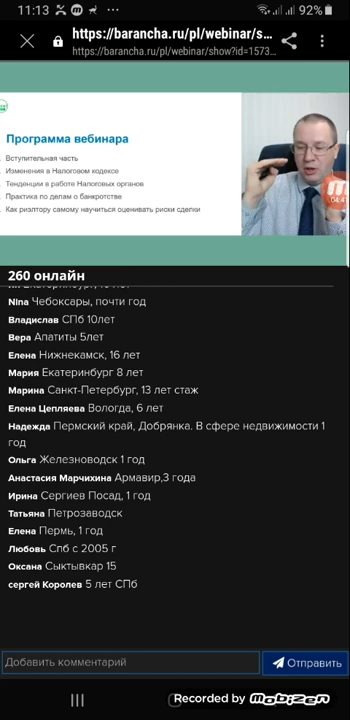 11:13
92%
https://barancha.ru/pl/webinar/s...
https://barancha.ru/pl/webinar/show?id=1573...
Программа вебинара
Вступительная часть
Изменения в Налоговом кодексе
Тенденции в работе Налоговых органов
Практика по делам о банкротстве
Как риэлтору самому научиться оценивать риски сделки
04:4
260 онлайн
Nina Чебоксары, почти год
Владислав СПб 10лет
Вера Апатиты 5лет
Елена Нижнекамск, 16 лет
Мария Екатеринбург 8 лет
Марина Санкт-Петербург, 13 лет стаж
Елена Цепляева Вологда, 6 лет
Надежда Пермский край, Добрянка. В сфере недвижимости 1
год
Ольга Железноводск 1 год
Анастасия Марчихина Армавир,3 года
Ирина Сергиев Посад, 1 год
Татьяна Петрозаводск
Елена Пермь, 1 год
Любовь Спб с 2005 г
Оксана Сыктывкар 15
сергей Королев 5 лет СПб
Добавить комментарий
Отправить
Recorded by Mobizen